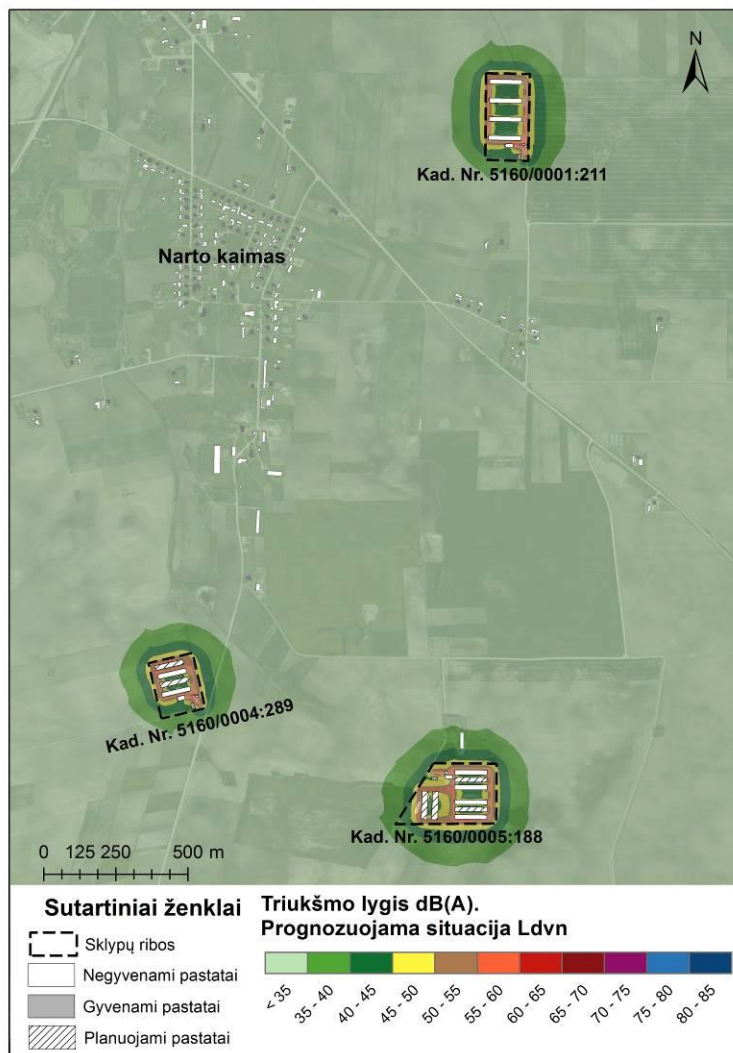 N
Kad. Nr. 5160/0001:211
Narto kaimas
Kad. Nr. 5160/0004:289
Kad. Nr. 5160/0005:188
0 125 250 500 m
Sutartiniai ženklai
Sklypų ribos
Negyvenami pastatai
Gyvenami pastatai
Planuojami pastatai
Triukšmo lygis dB(A).
Prognozuojama situacija Ldvn
< 35
35 - 40
40 - 45
45 - 50
50 - 55
55 - 60
60 - 65
65 - 70
70 - 75
75 - 80
80 - 85